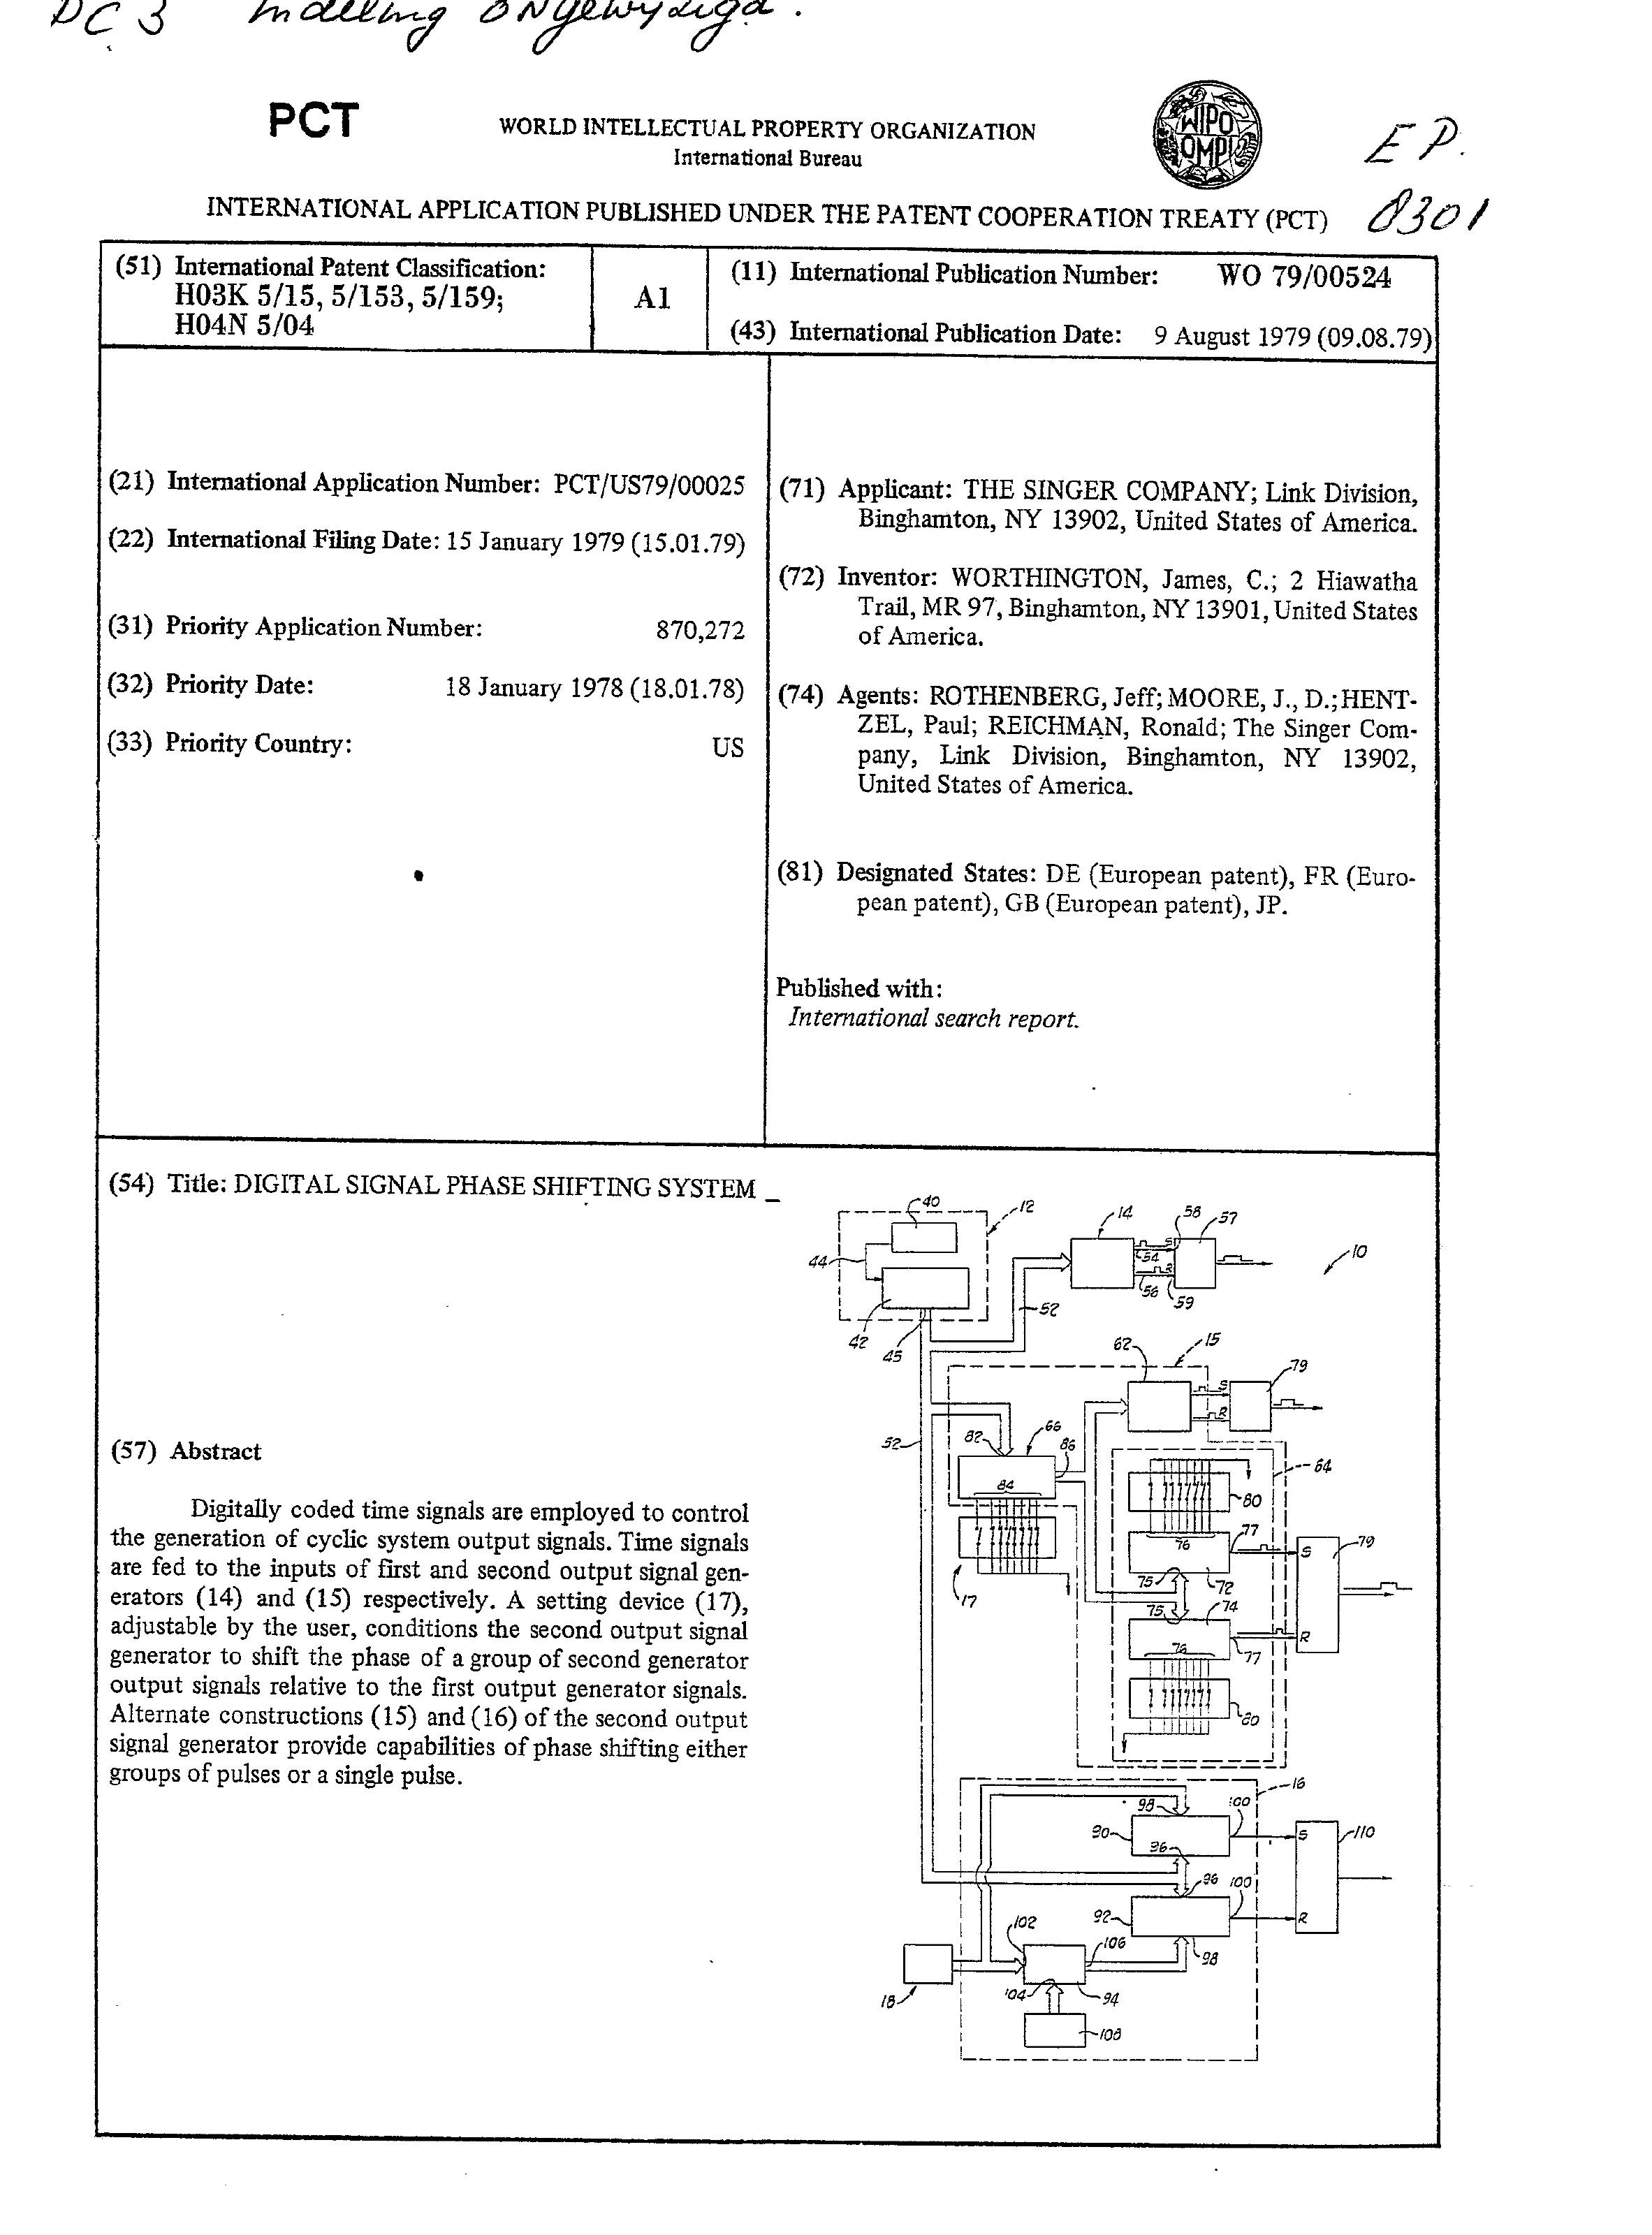 DC 3
PCT
WORLD INTELLECTUAL PROPERTY ORGANIZATION
International Bureau
WIPO
OMPI
EP.
8301
INTERNATIONAL APPLICATION PUBLISHED UNDER THE PATENT COOPERATION TREATY (PCT)
(51) International Patent Classification:
H03K 5/15, 5/153, 5/159;
H04N 5/04
A1
(11) International Publication Number: WO 79/00524
(43) International Publication Date: 9 August 1979 (09.08.79)
(21) International Application Number: PCT/US79/00025
(22) International Filing Date: 15 January 1979 (15.01.79)
(31) Priority Application Number: 870,272
(32) Priority Date: 18 January 1978 (18.01.78)
(33) Priority Country: US
(71) Applicant: THE SINGER COMPANY; Link Division,
Binghamton, NY 13902, United States of America.
(72) Inventor: WORTHINGTON, James, C.; 2 Hiawatha
Trail, MR 97, Binghamton, NY 13901, United States
of America.
(74) Agents: ROTHENBERG, Jeff; MOORE, J., D.; HENT-
ZEL, Paul; REICHMAN, Ronald; The Singer Com-
pany, Link Division, Binghamton, NY 13902,
United States of America.
(81) Designated States: DE (European patent), FR (Euro-
pean patent), GB (European patent), JP.
Published with:
International search report.
(54) Title: DIGITAL SIGNAL PHASE SHIFTING SYSTEM
(57) Abstract
Digitally coded time signals are employed to control
the generation of cyclic system output signals. Time signals
are fed to the inputs of first and second output signal gen-
erators (14) and (15) respectively. A setting device (17),
adjustable by the user, conditions the second output signal
generator to shift the phase of a group of second generator
output signals relative to the first output generator signals.
Alternate constructions (15) and (16) of the second output
signal generator provide capabilities of phase shifting either
groups of pulses or a single pulse.
40
12
14
58
57
44
S
54
R
10
56
59
52
42
45
62
15
79
S
R
52
82
66
86
84
64
80
76
77
S
79
75
72
17
75
74
76
77
R
80
16
98
100
90
S
110
96
96
100
92
R
102
106
98
104
94
18
108